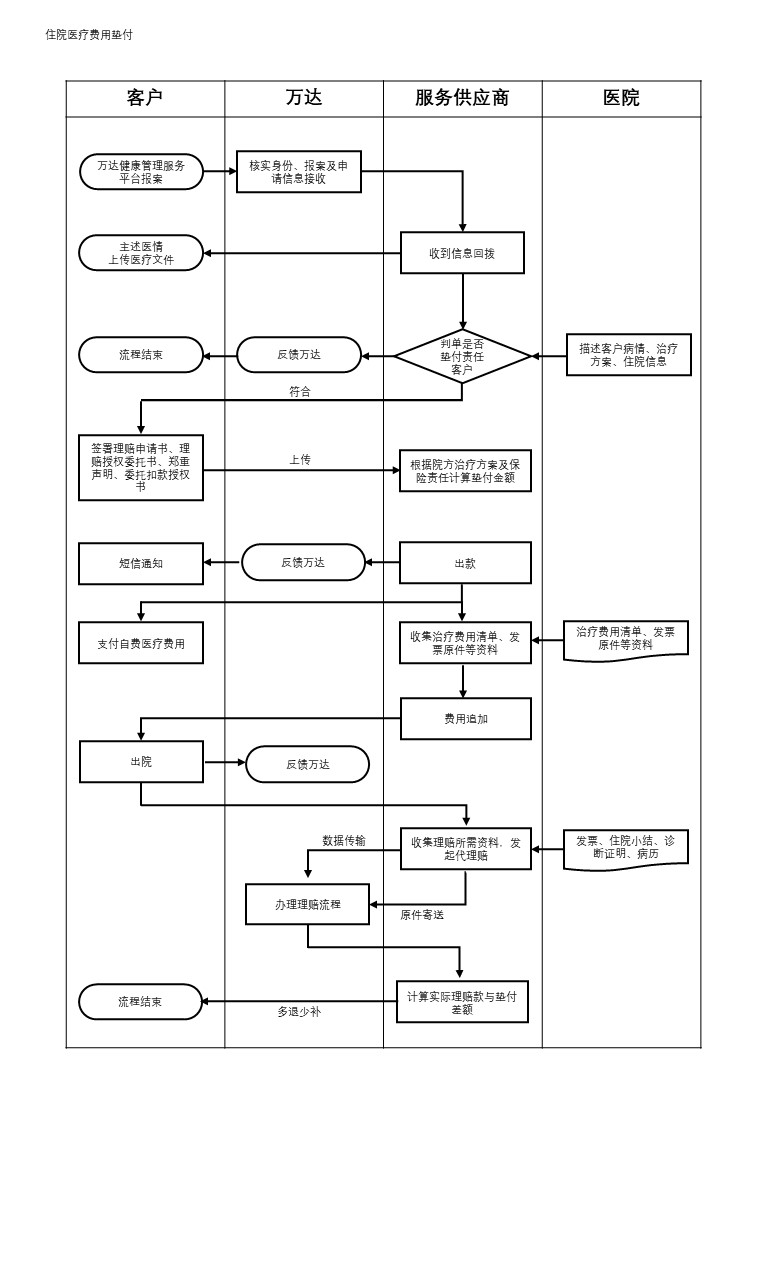 住院医疗费用垫付
客户
万达
服务供应商
医院
万达健康管理服务
平台报案
核实身份、报案及申
请信息接收
主述医情
上传医疗文件
收到信息回拨
流程结束
反馈万达
判单是否
垫付责任
客户
描述客户病情、治疗
方案、住院信息
符合
签署理赔申请书、理
赔授权委托书、郑重
声明、委托扣款授权
书
上传
根据院方治疗方案及保
险责任计算垫付金额
短信通知
反馈万达
出款
支付自费医疗费用
收集治疗费用清单、发
票原件等资料
治疗费用清单、发票
原件等资料
费用追加
出院
反馈万达
数据传输
收集理赔所需资料，发
起代理赔
发票、住院小结、诊
断证明、病历
办理理赔流程
原件寄送
流程结束
多退少补
计算实际理赔款与垫付
差额